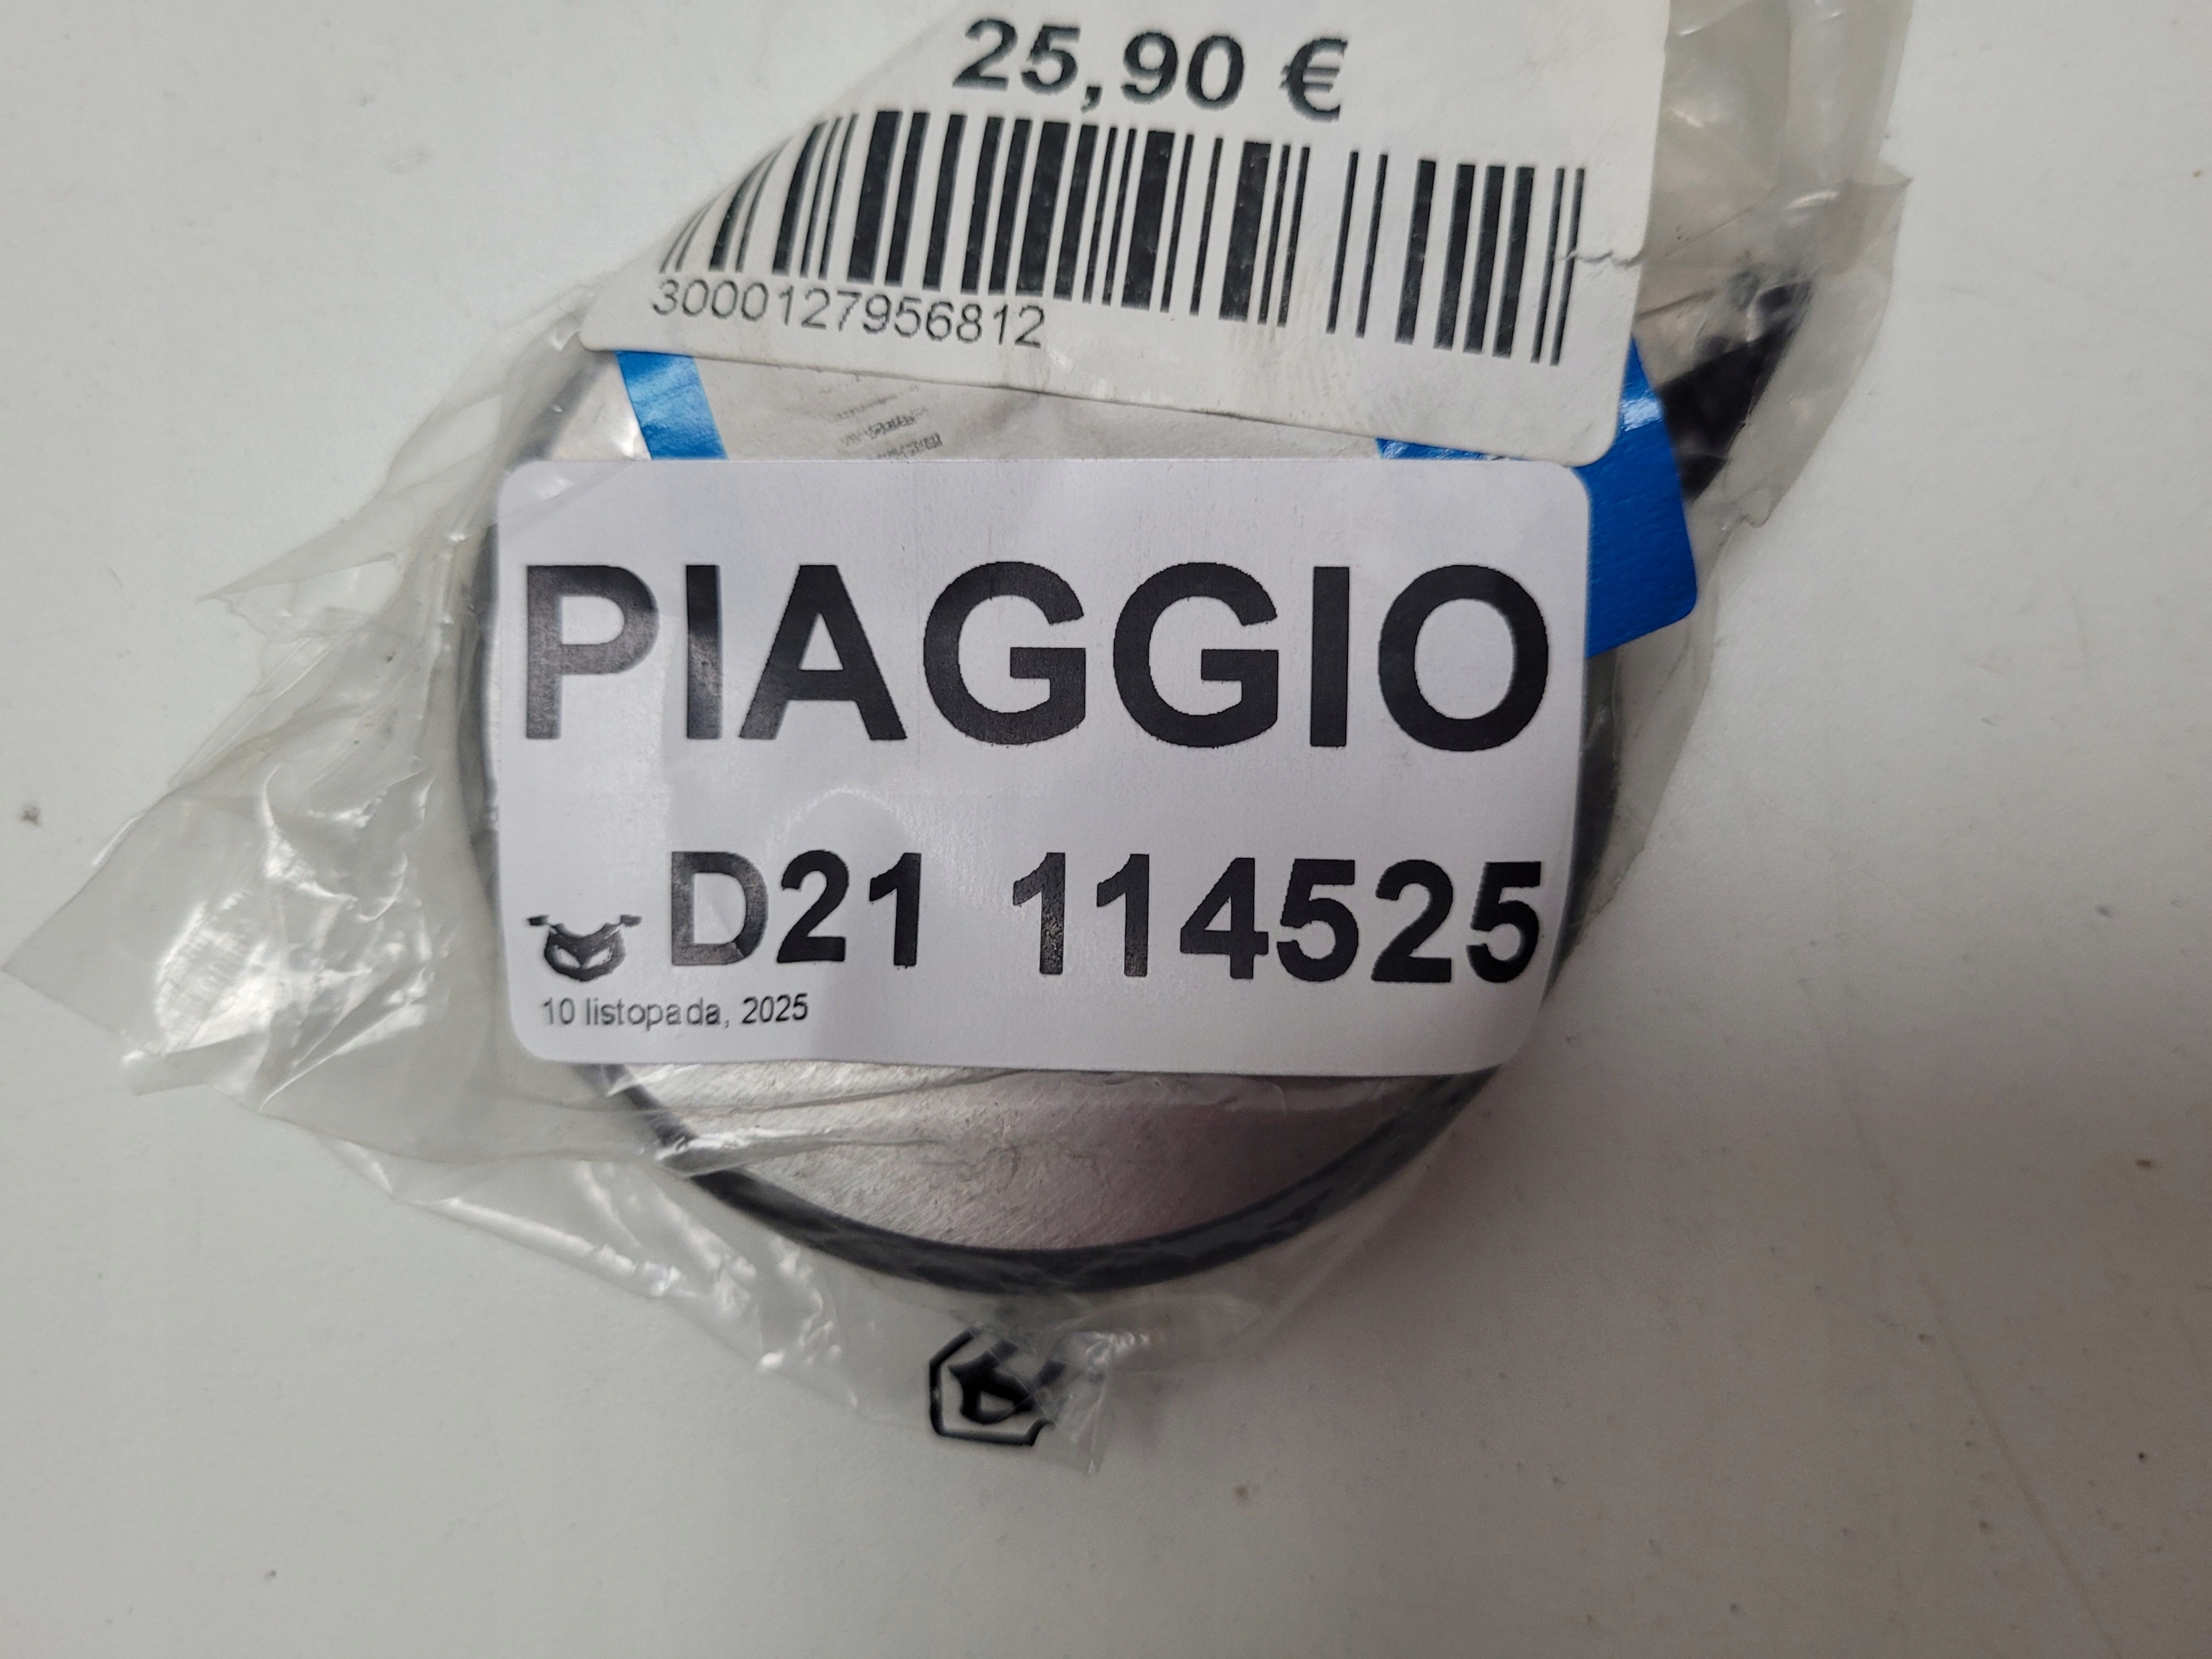 25,90 €
3000127956812
PIAGGIO
D21 114525
10 listopada, 2025